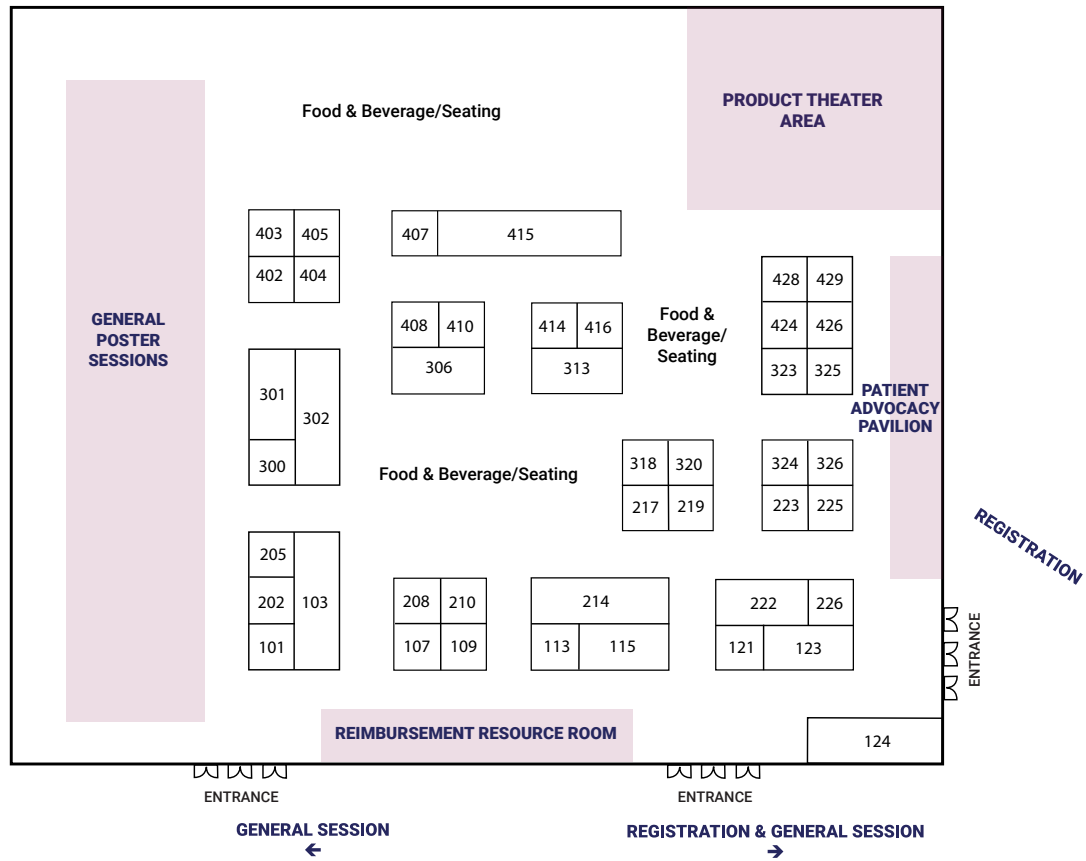 PRODUCT THEATER
AREA
Food & Beverage/Seating
403 405
402 404
407 415
GENERAL
POSTER
SESSIONS
408 410
306
414 416
313
Food &
Beverage/
Seating
428 429
424 426
323 325
PATIENT
ADVOCACY
PAVILION
301
302
300
Food & Beverage/Seating
318 320
217 219
324 326
223 225
REGISTRATION
205
202 103
101
208 210
107 109
214
113 115
222 226
121 123
ENTRANCE
REIMBURSEMENT RESOURCE ROOM
124
ENTRANCE
ENTRANCE
GENERAL SESSION
←
REGISTRATION & GENERAL SESSION
→